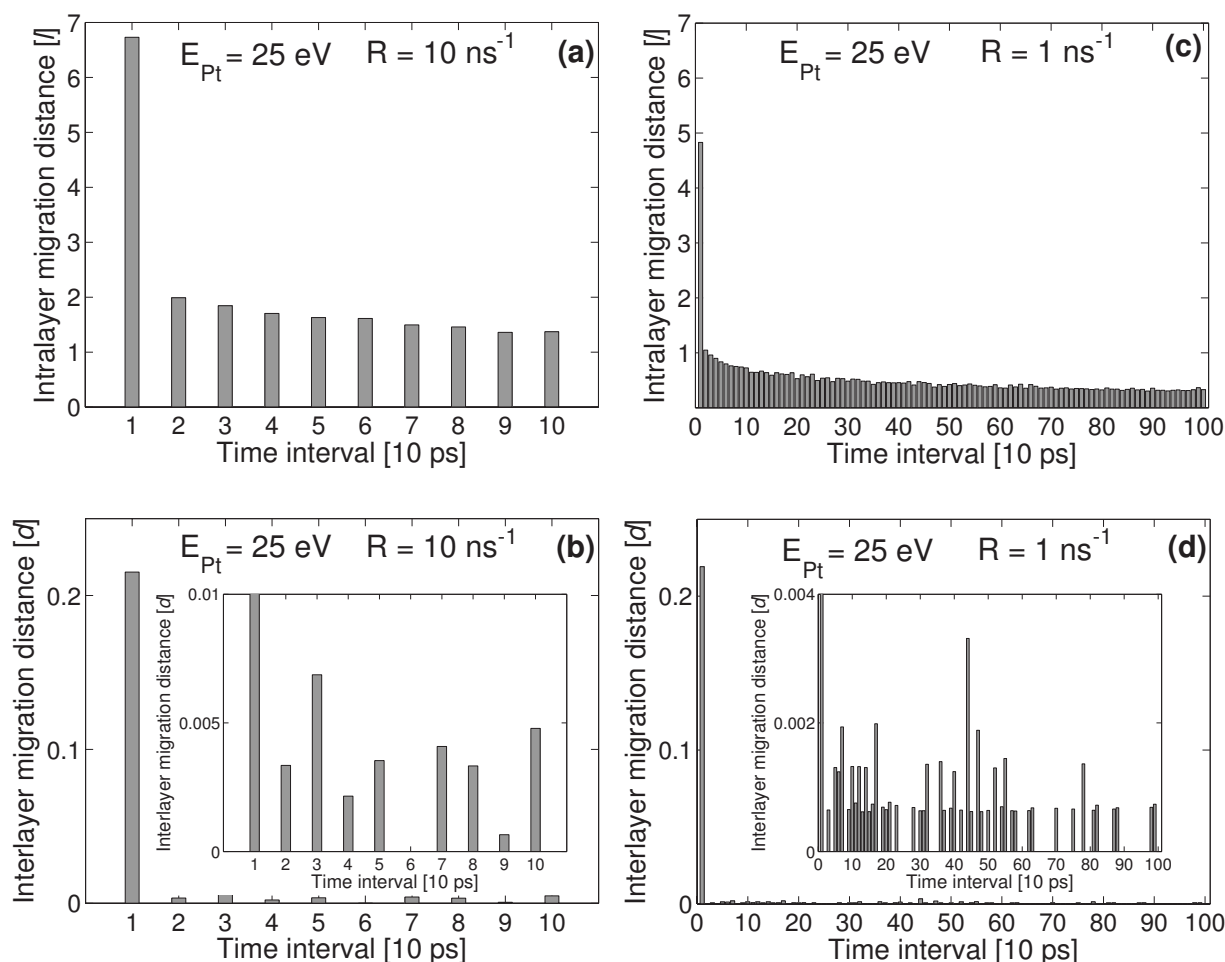 E_Pt = 25 eV R = 10 ns⁻¹ (a)
Intralayer migration distance [l]
7
6
5
4
3
2
1
0
1 2 3 4 5 6 7 8 9 10
Time interval [10 ps]
E_Pt = 25 eV R = 1 ns⁻¹ (c)
Intralayer migration distance [l]
7
6
5
4
3
2
1
0 10 20 30 40 50 60 70 80 90 100
Time interval [10 ps]
E_Pt = 25 eV R = 10 ns⁻¹ (b)
Interlayer migration distance [d]
0.2
0.1
0
1 2 3 4 5 6 7 8 9 10
Time interval [10 ps]
Interlayer migration distance [d]
0.01
0.005
0
1 2 3 4 5 6 7 8 9 10
Time interval [10 ps]
E_Pt = 25 eV R = 1 ns⁻¹ (d)
Interlayer migration distance [d]
0.2
0.1
0
0 10 20 30 40 50 60 70 80 90 100
Time interval [10 ps]
Interlayer migration distance [d]
0.004
0.002
0
0 10 20 30 40 50 60 70 80 90 100
Time interval [10 ps]